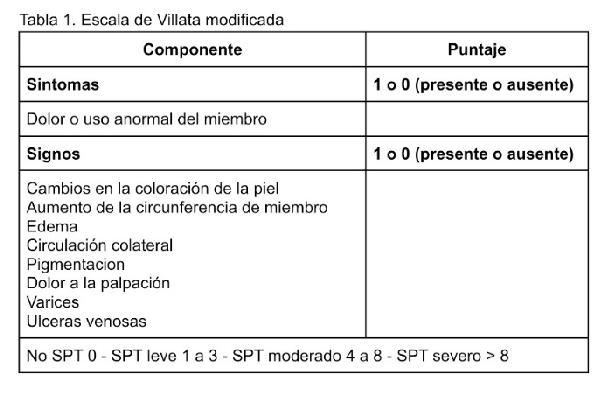 Tabla 1. Escala de Villata modificada
Componente Puntaje
Sintomas 1 o 0 (presente o ausente)
Dolor o uso anormal del miembro
Signos 1 o 0 (presente o ausente)
Cambios en la coloración de la piel
Aumento de la circunferencia de miembro
Edema
Circulación colateral
Pigmentacion
Dolor a la palpación
Varices
Ulceras venosas
No SPT 0 - SPT leve 1 a 3 - SPT moderado 4 a 8 - SPT severo > 8